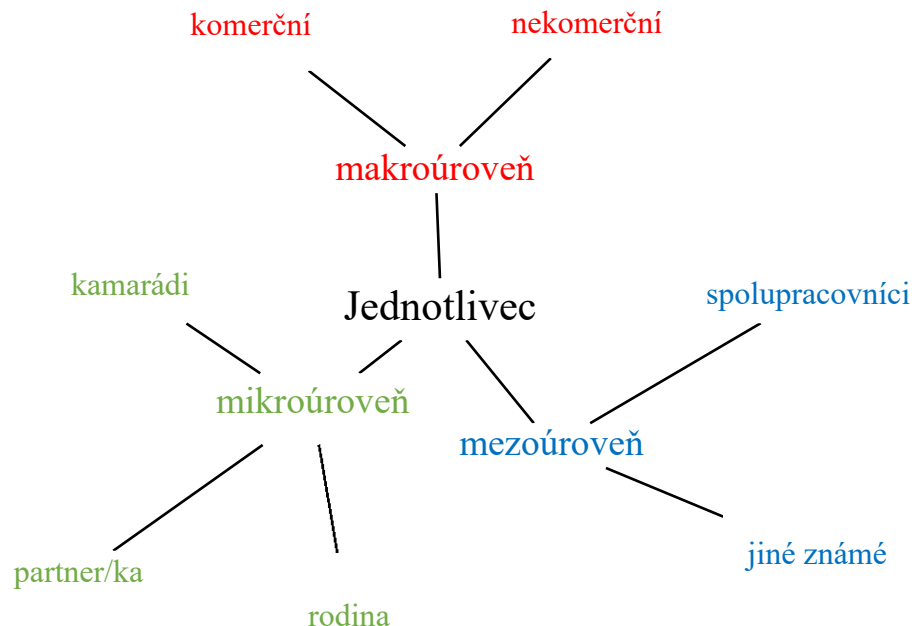 komerční
nekomerční
makroúroveň
kamarádi
Jednotlivec
spolupracovníci
mikroúroveň
mezoúroveň
partner/ka
jiné známé
rodina